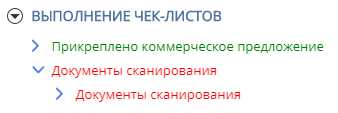 ВЫПОЛНЕНИЕ ЧЕК-ЛИСТОВ
Прикреплено коммерческое предложение
Документы сканирования
Документы сканирования